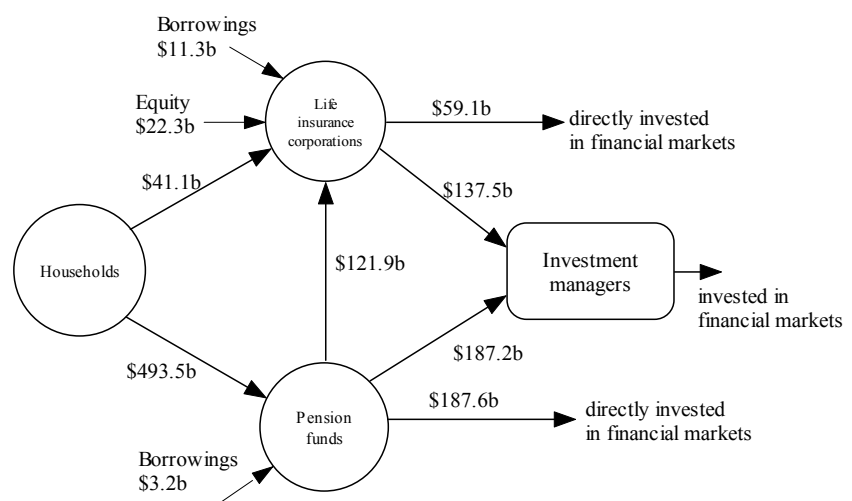 Borrowings
$11.3b
Equity
$22.3b
Life
insurance
corporations
$59.1b
directly invested
in financial markets
$41.1b
$137.5b
Households
$121.9b
Investment
managers
invested in
financial markets
$493.5b
$187.2b
Pension
funds
$187.6b
directly invested
in financial markets
Borrowings
$3.2b